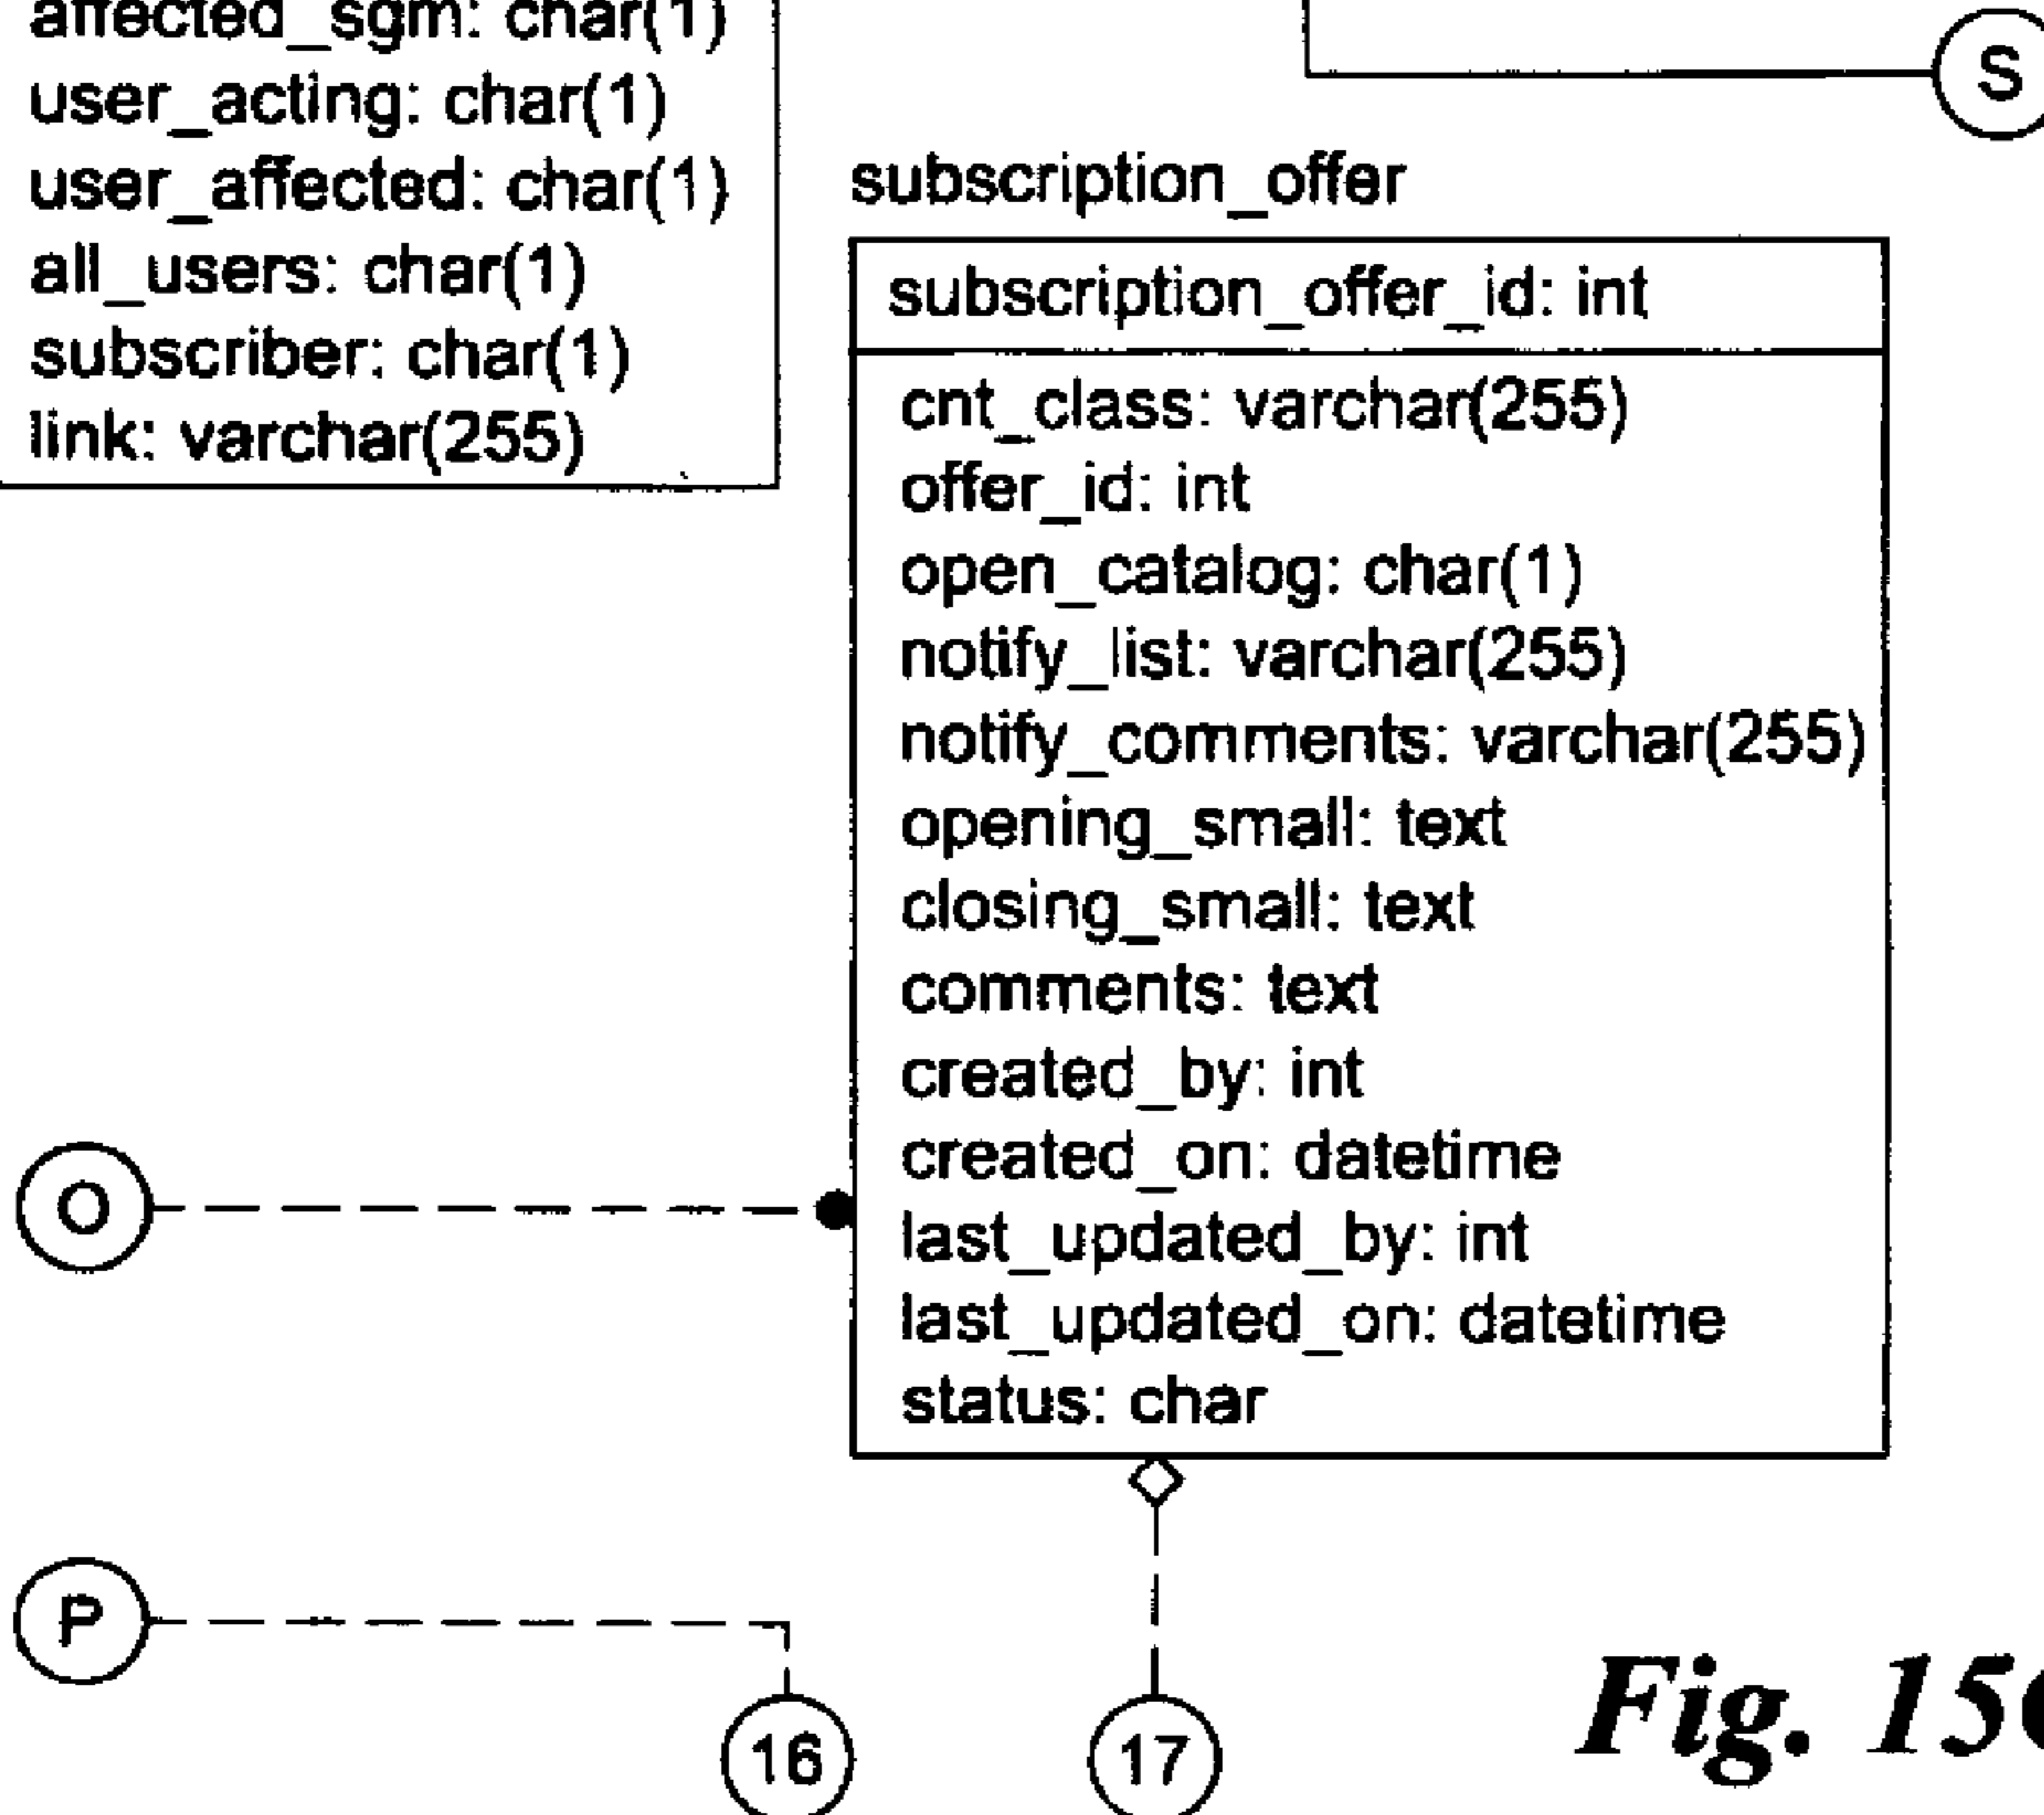 affected_sgm: char(1)
user_acting: char(1)
user_affected: char(1)
all_users: char(1)
subscriber: char(1)
link: varchar(255)
S
subscription_offer
subscription_offer_id: int
cnt_class: varchar(255)
offer_id: int
open_catalog: char(1)
notify_list: varchar(255)
notify_comments: varchar(255)
opening_small: text
closing_small: text
comments: text
created_by: int
created_on: datetime
last_updated_by: int
last_updated_on: datetime
status: char
O
P
16
17
Fig.